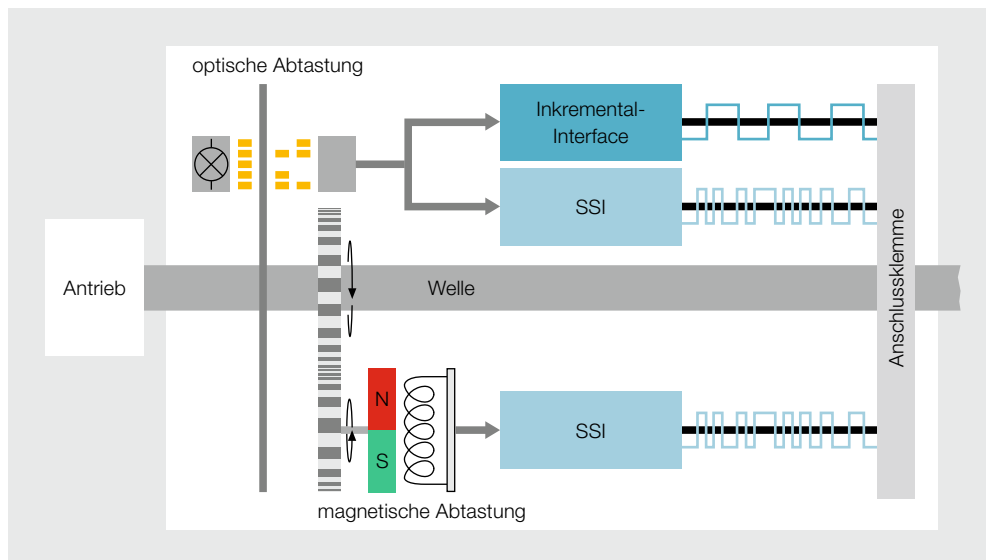 optische Abtastung
Inkremental-
Interface
SSI
Antrieb
Welle
Anschlussklemme
N
S
SSI
magnetische Abtastung